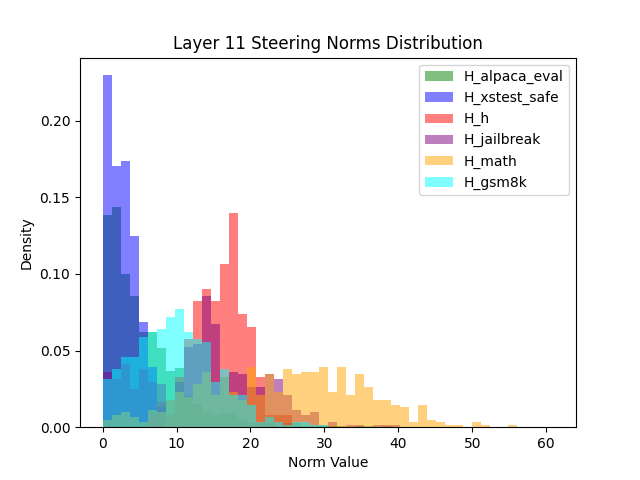 Layer 11 Steering Norms Distribution
H_alpaca_eval
H_xstest_safe
H_h
H_jailbreak
H_math
H_gsm8k
0.20
0.15
0.10
0.05
0.00
Density
0 10 20 30 40 50 60
Norm Value